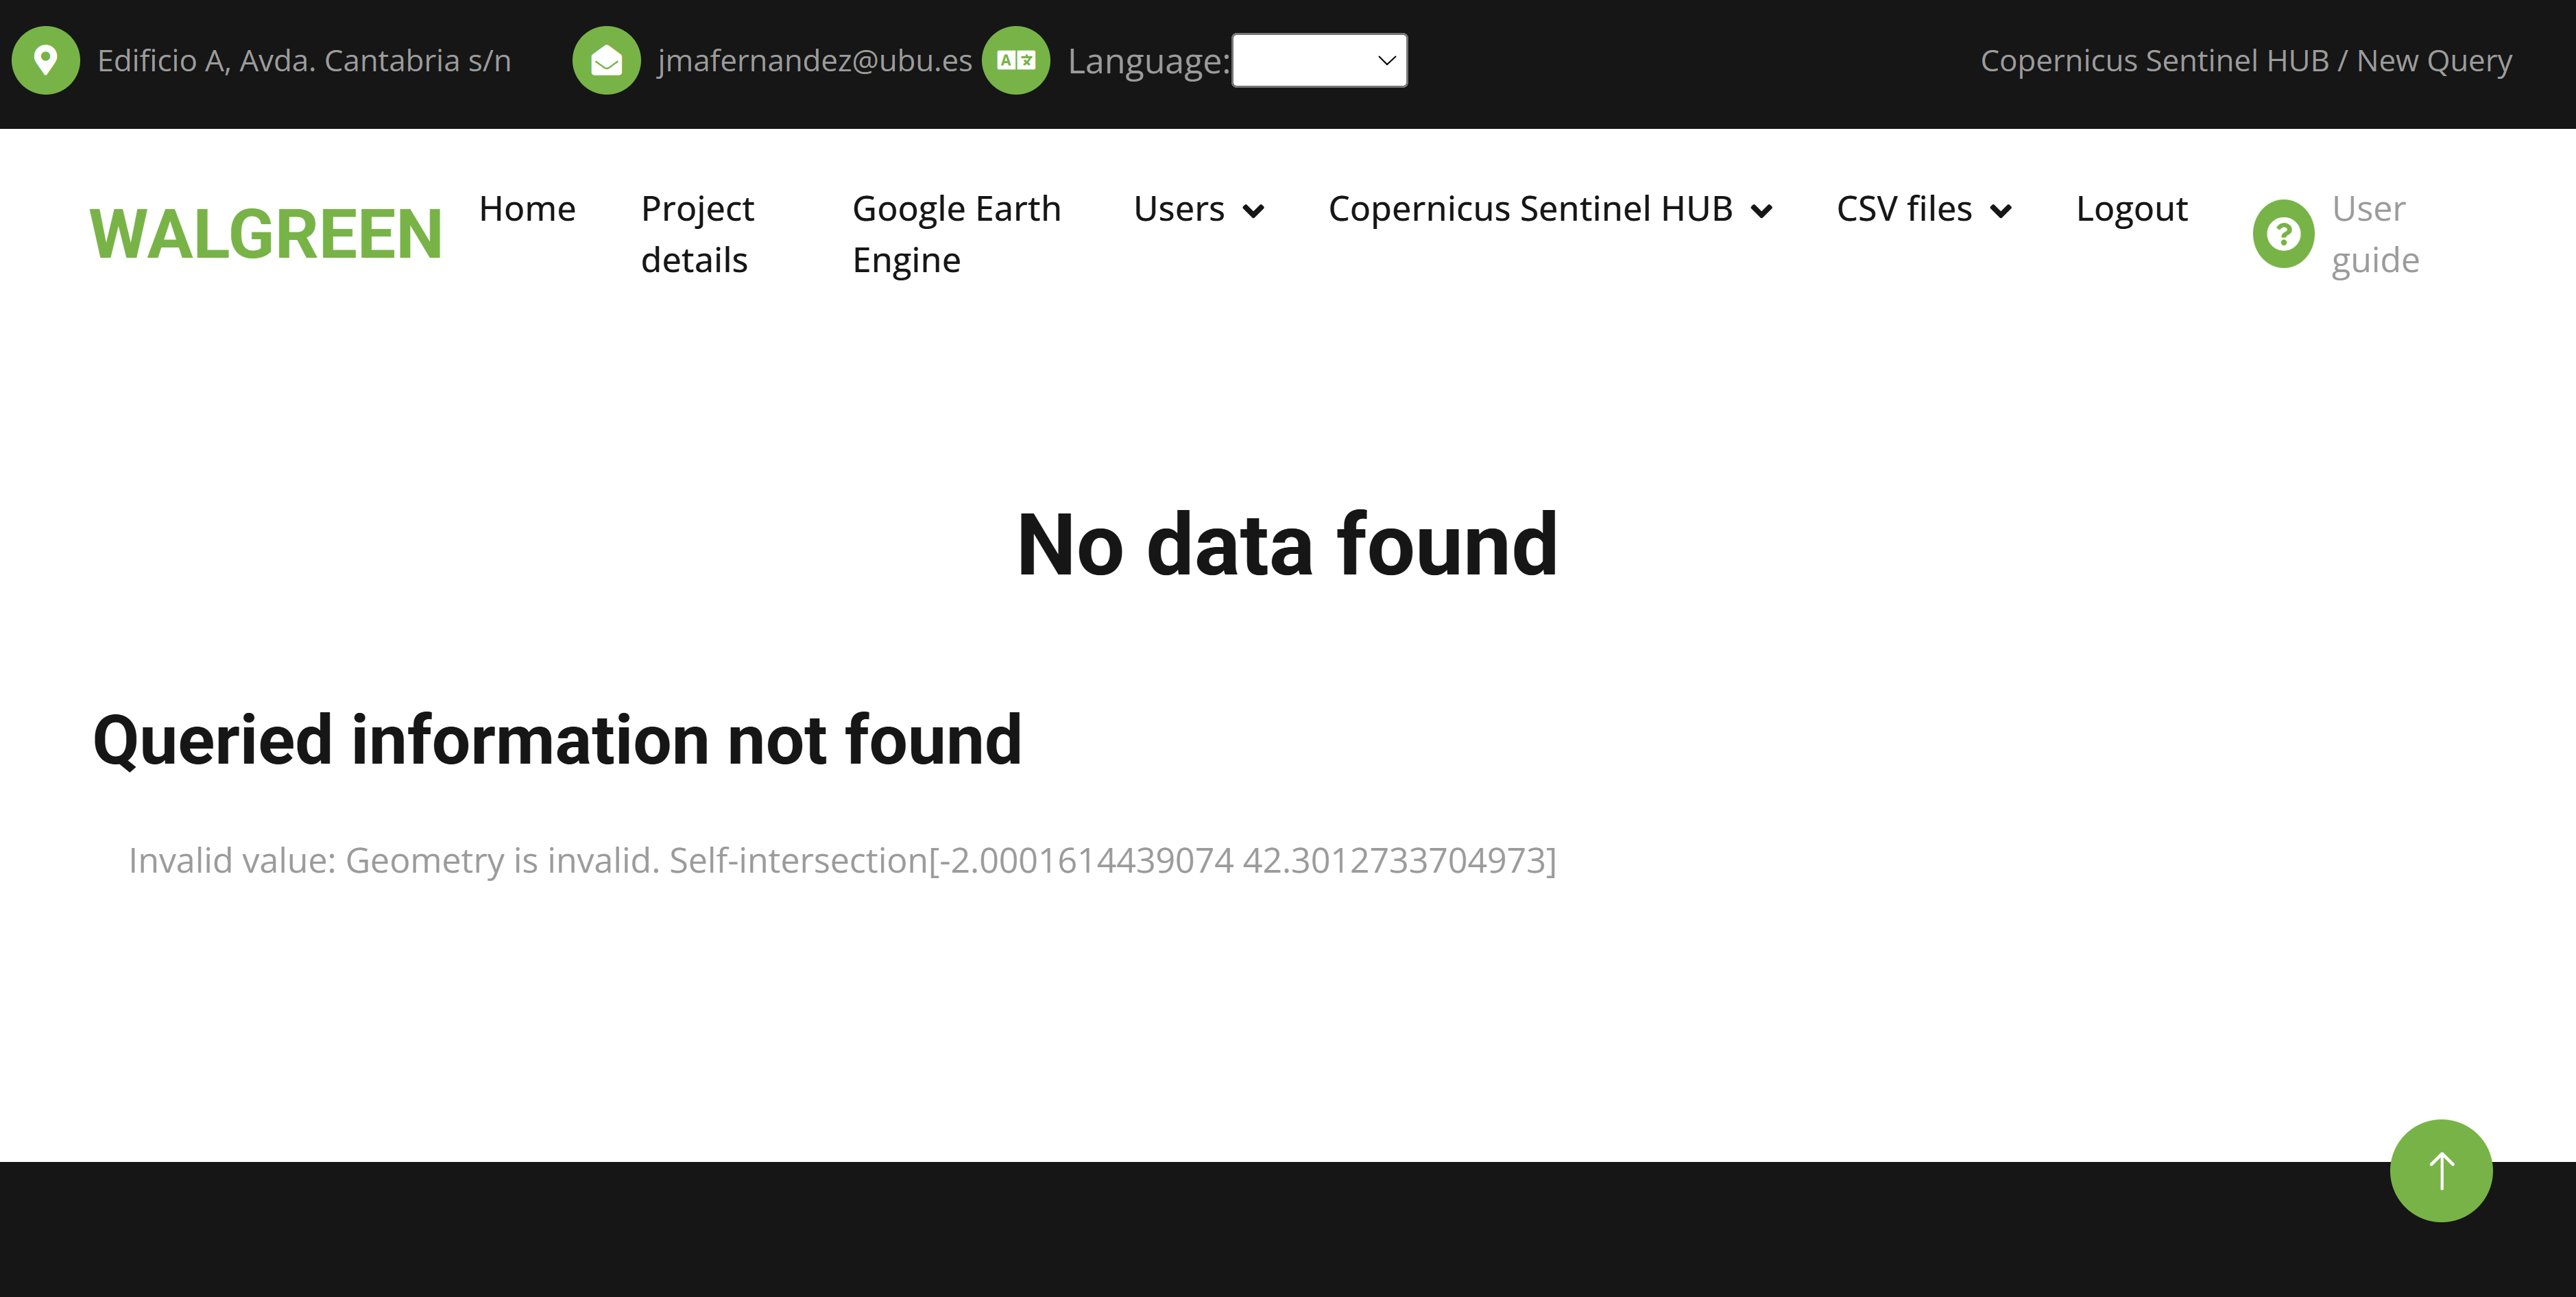 Edificio A, Avda. Cantabria s/n jmafernandez@ubu.es Language: Copernicus Sentinel HUB / New Query
WALGREEN Home Project details Google Earth Engine Users Copernicus Sentinel HUB CSV files Logout User guide
No data found
Queried information not found
Invalid value: Geometry is invalid. Self-intersection[-2.0001614439074 42.3012733704973]